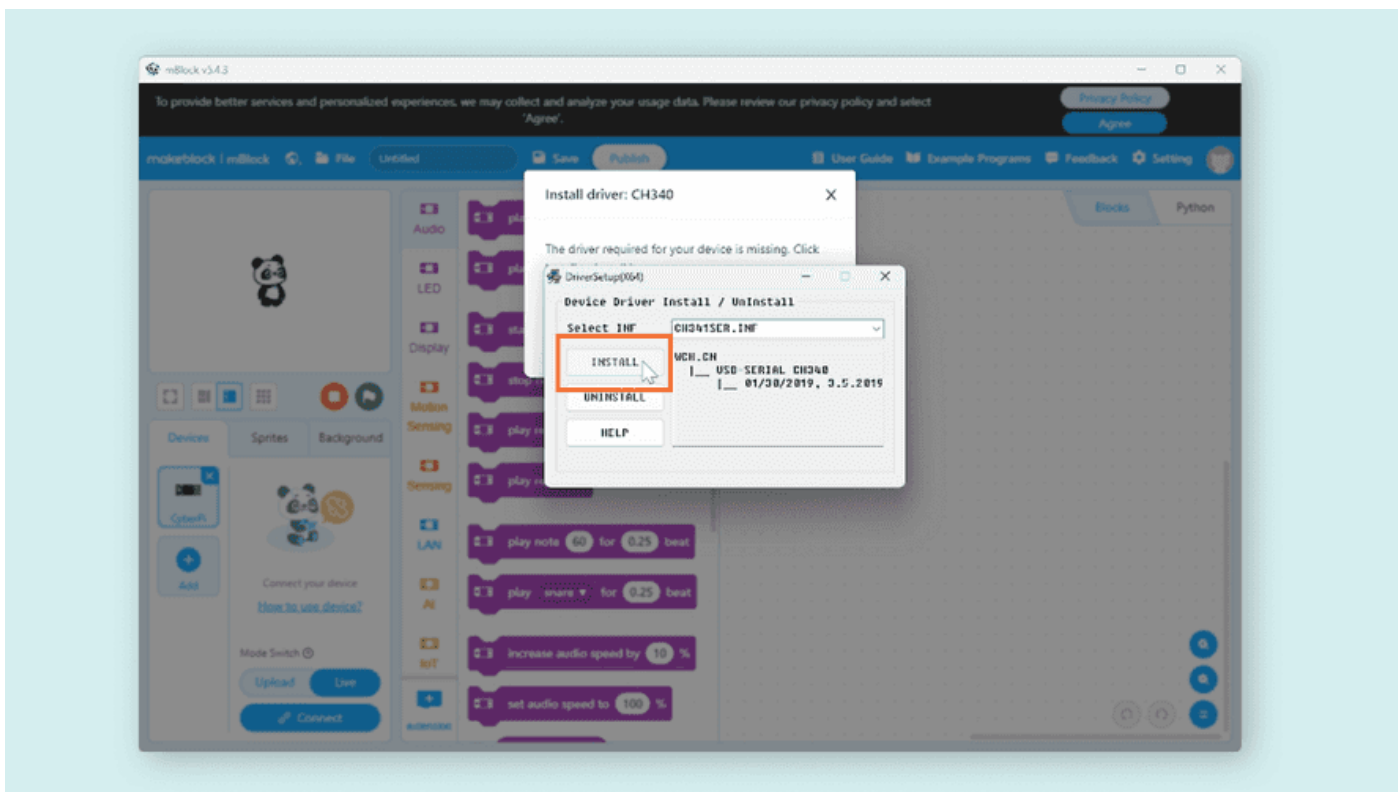 mBlock v5.4.3
To provide better services and personalized experiences, we may collect and analyze your usage data. Please review our privacy policy and select
'Agree'.
Privacy Policy
Agree
makeblock | mBlock
File
Untitled
Save
Publish
User Guide
Example Programs
Feedback
Setting
Install driver: CH340
The driver required for your device is missing. Click
DriverSetup(X64)
Device Driver Install / UnInstall
Select INF
CH341SER.INF
INSTALL
UNINSTALL
HELP
WCH.CN
|__ USB-SERIAL CH340
|__ 01/30/2019, 3.5.2019
Blocks
Python
Audio
LED
Display
Motion
Sensing
Sensing
LAN
AI
IoT
play
stop
play
play
play note 60 for 0.25 beat
play snare for 0.25 beat
increase audio speed by 10 %
set audio speed to 100 %
Devices
Sprites
Background
CyberPi
Add
Connect your device
How to use device?
Mode Switch
Upload
Live
Connect